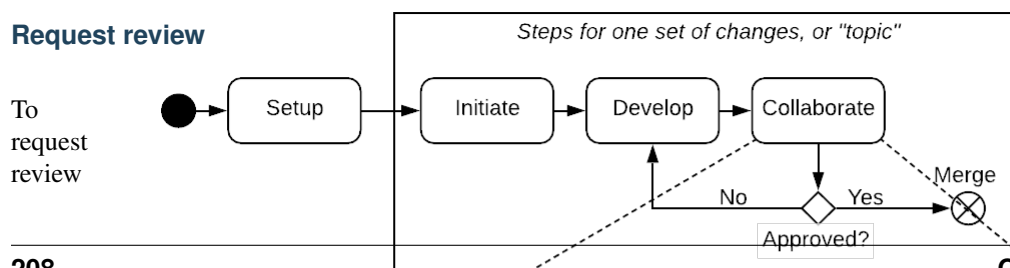 Request review
Steps for one set of changes, or "topic"
To
request
review
Setup
Initiate
Develop
Collaborate
Merge
No
Yes
Approved?
208